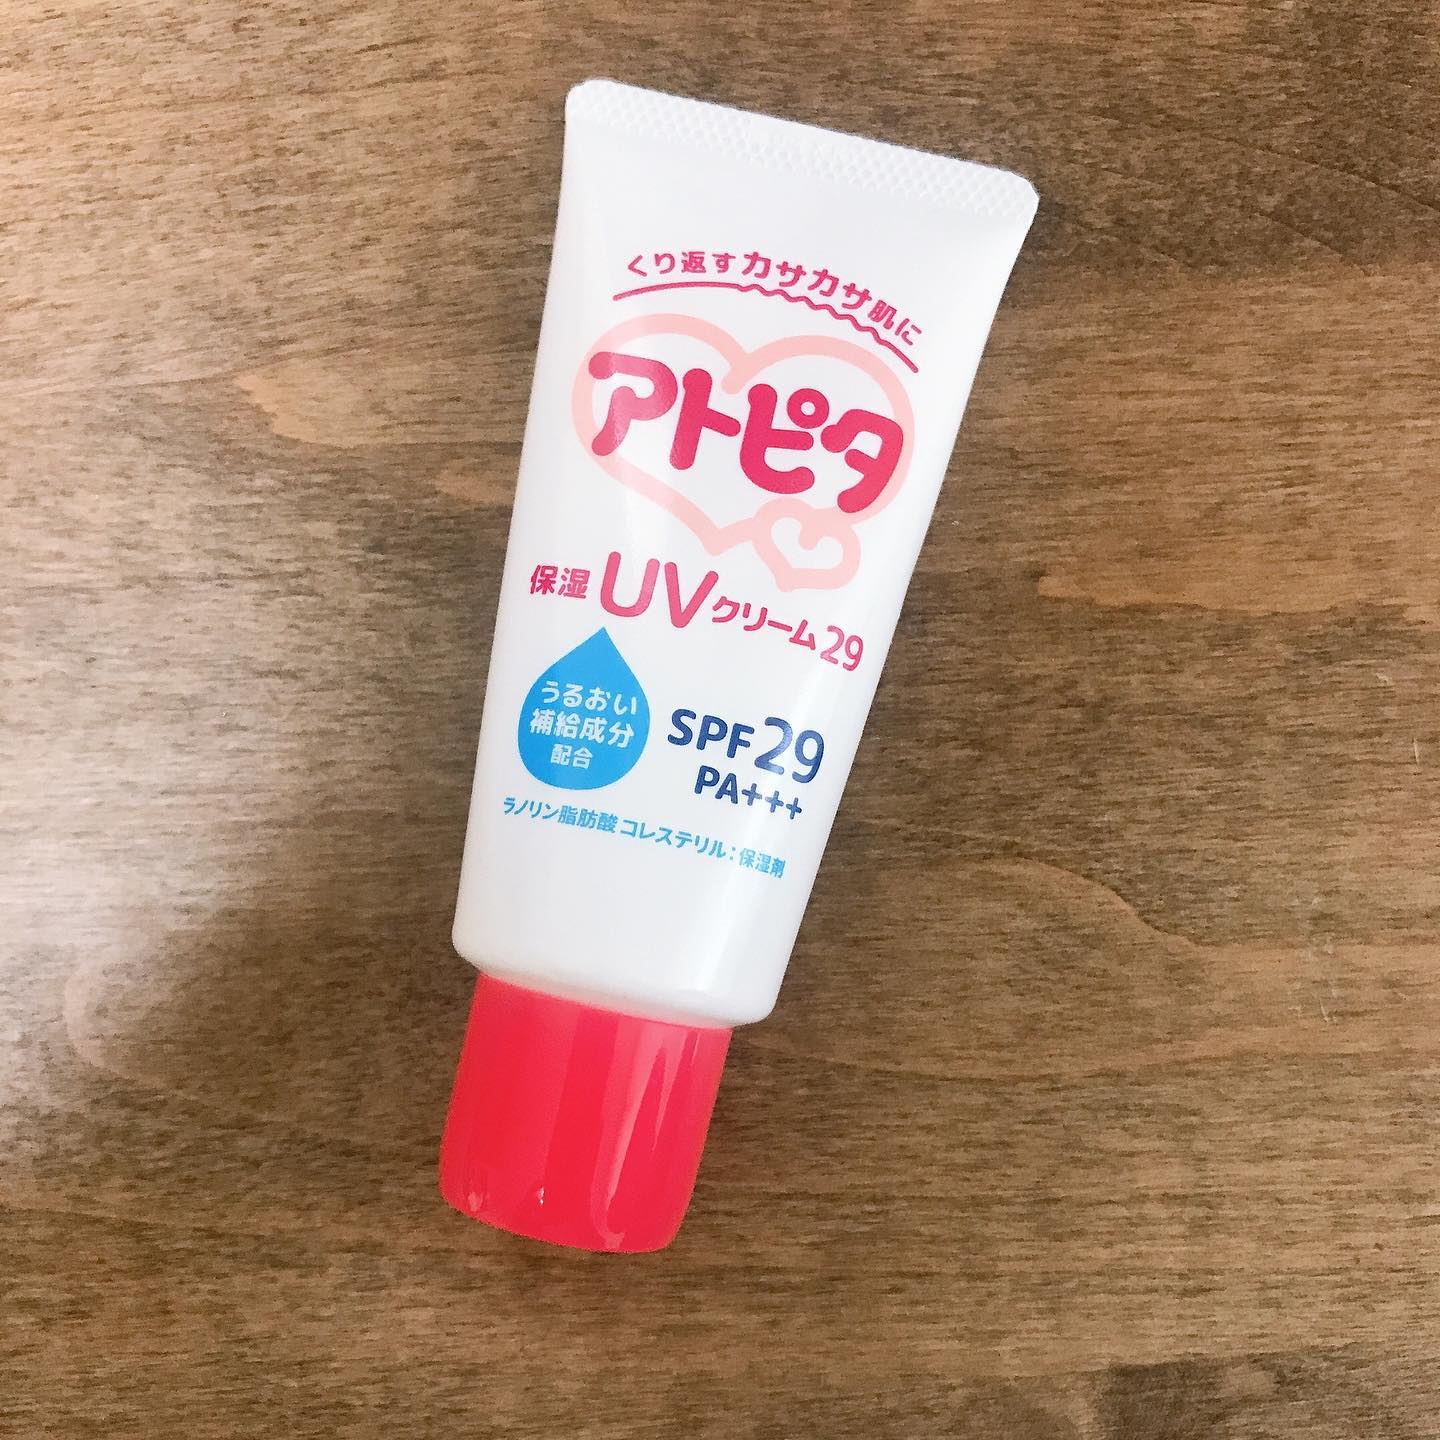 くり返すカサカサ肌に
アトピタ
保湿UVクリーム29
うるおい
補給成分
配合
SPF29
PA+++
ラノリン脂肪酸コレステリル：保湿剤